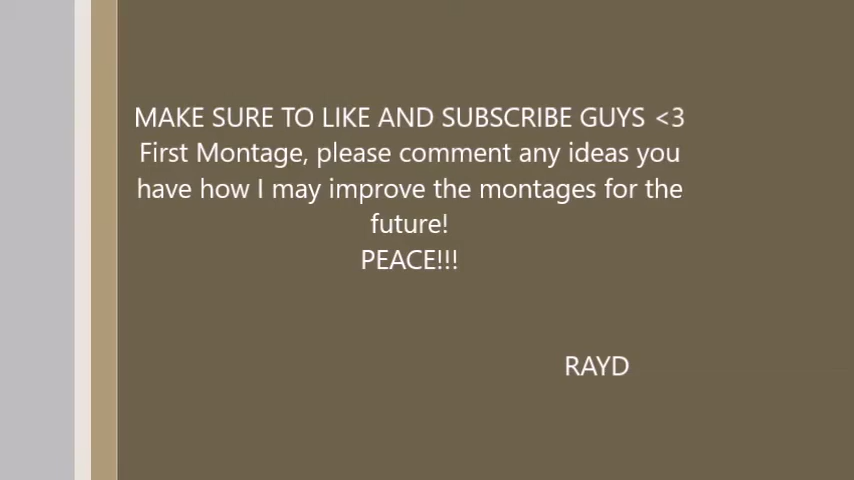 MAKE SURE TO LIKE AND SUBSCRIBE GUYS <3
First Montage, please comment any ideas you
have how I may improve the montages for the
future!
PEACE!!!
RAYD